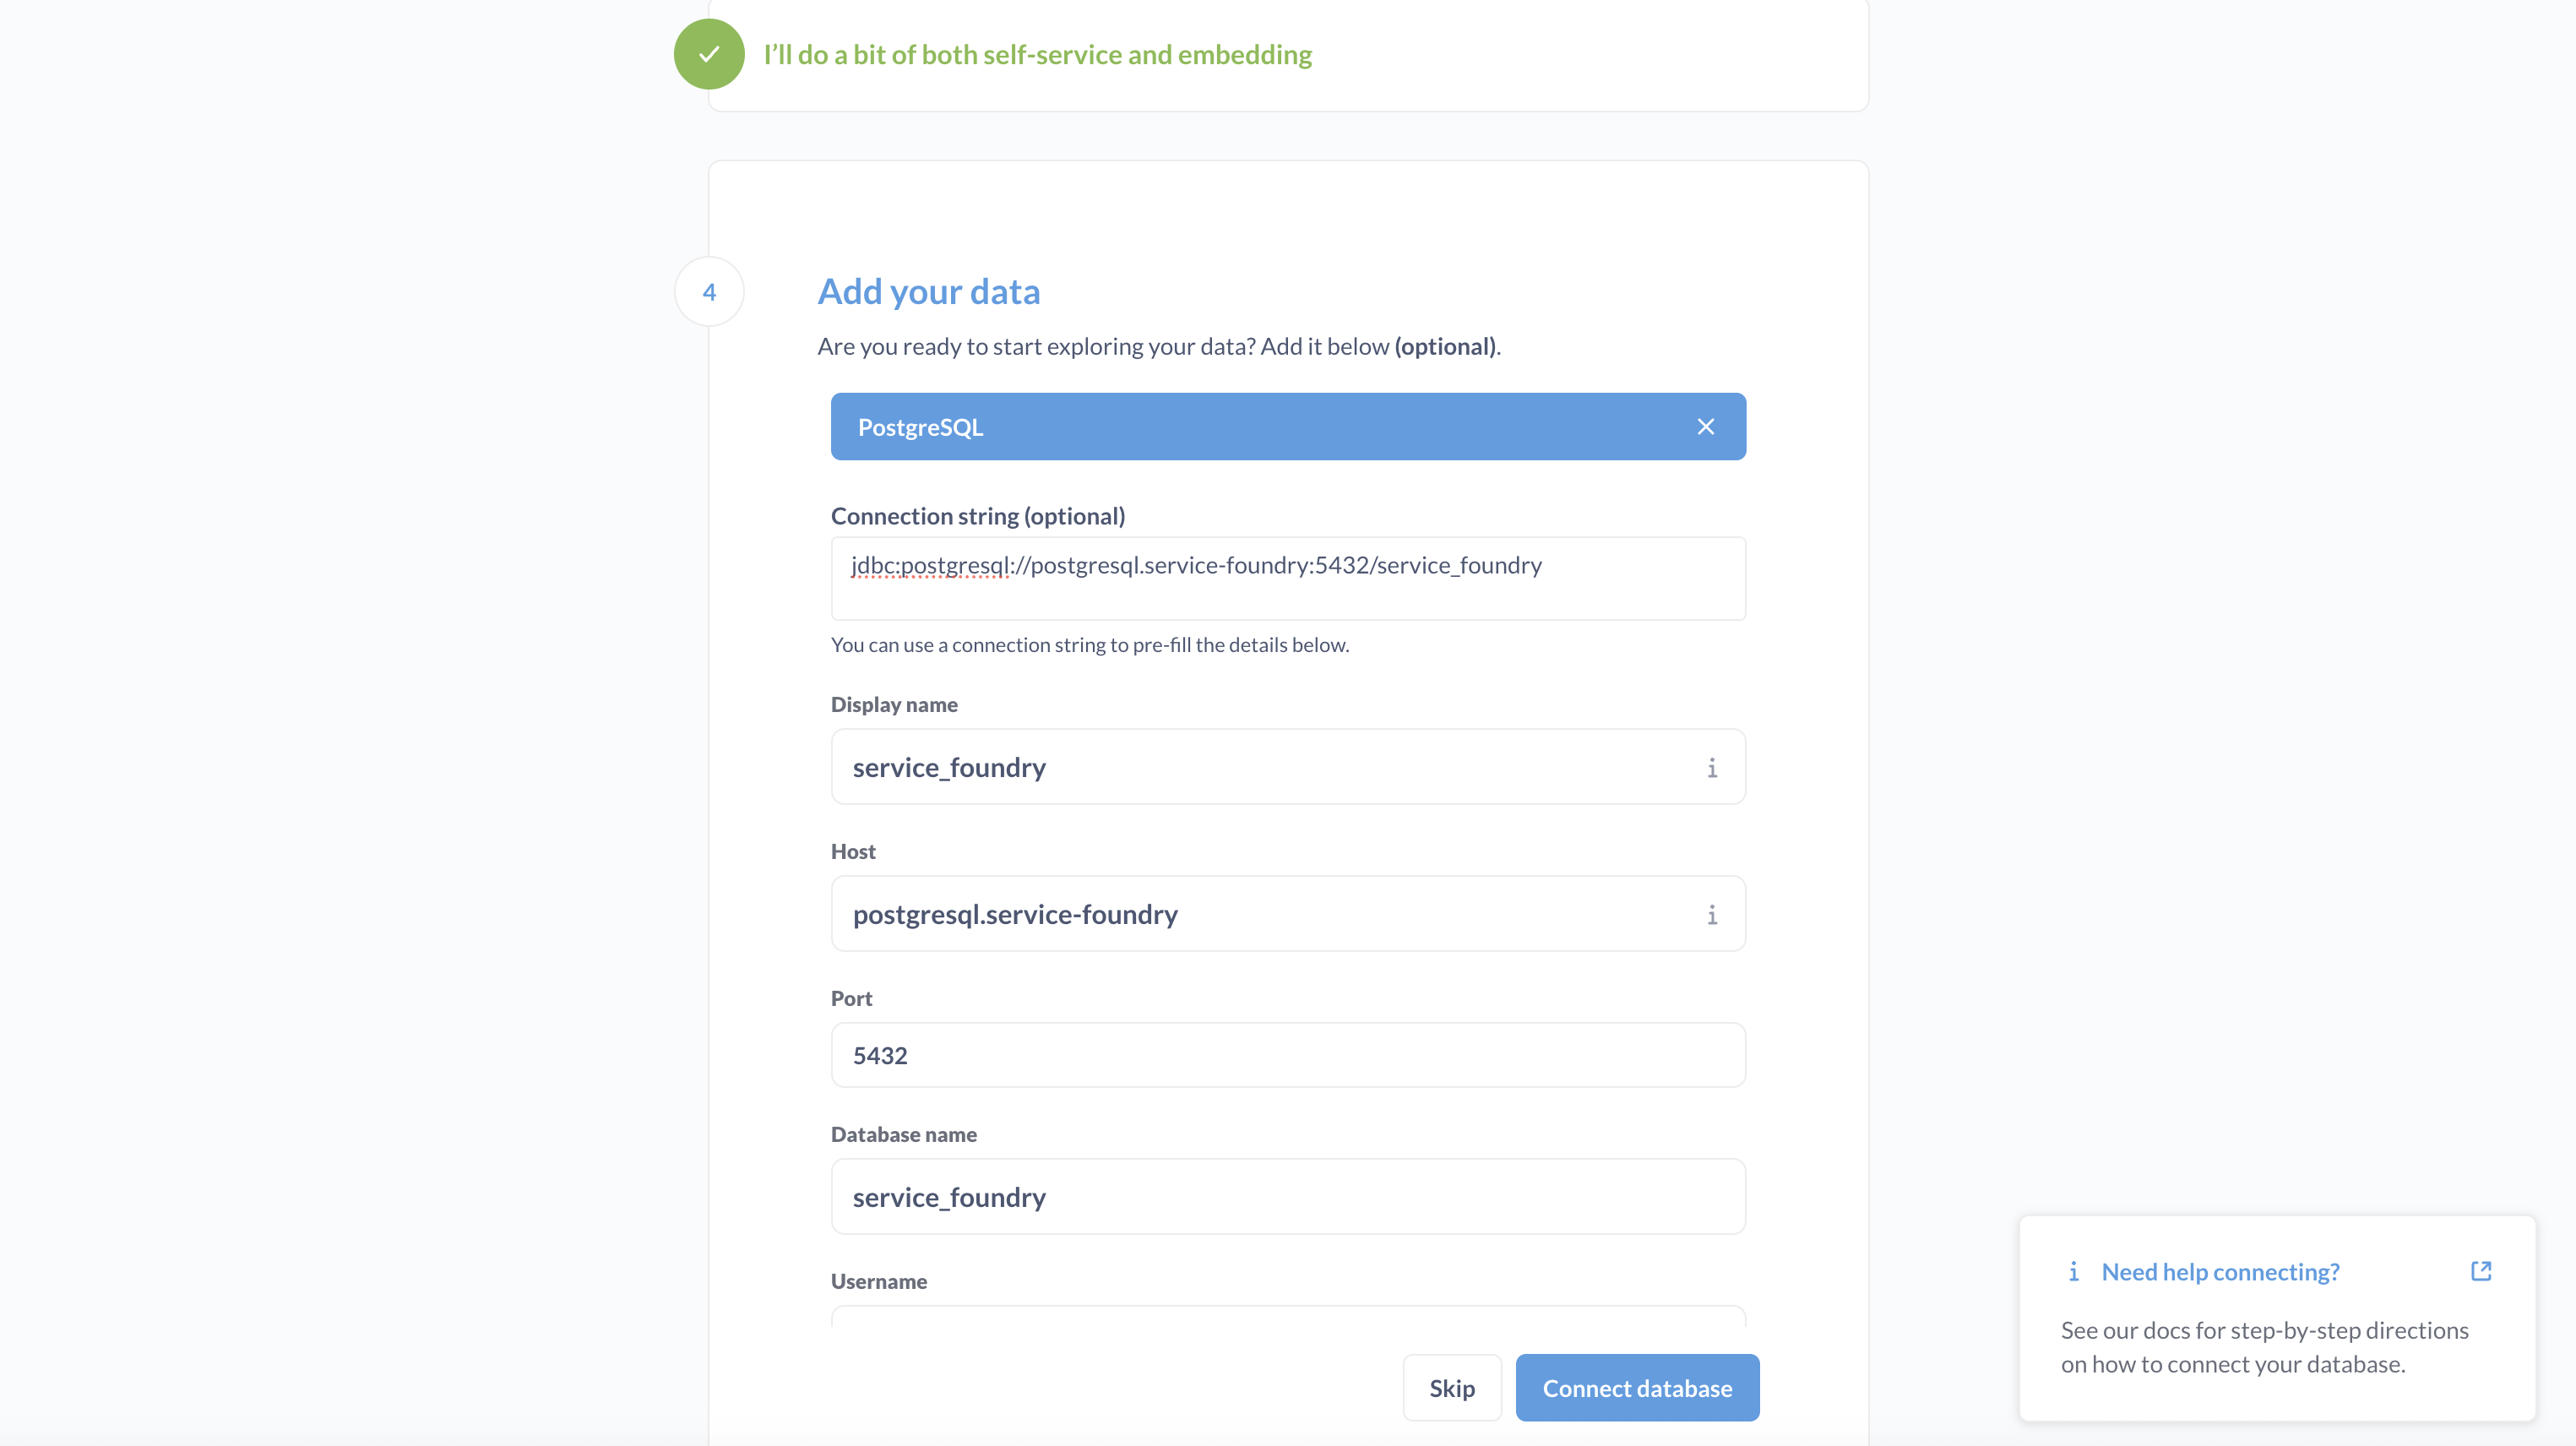 I’ll do a bit of both self-service and embedding
4
Add your data
Are you ready to start exploring your data? Add it below (optional).
PostgreSQL
Connection string (optional)
jdbc:postgresql://postgresql.service-foundry:5432/service_foundry
You can use a connection string to pre-fill the details below.
Display name
service_foundry
Host
postgresql.service-foundry
Port
5432
Database name
service_foundry
Username
Skip
Connect database
Need help connecting?
See our docs for step-by-step directions
on how to connect your database.